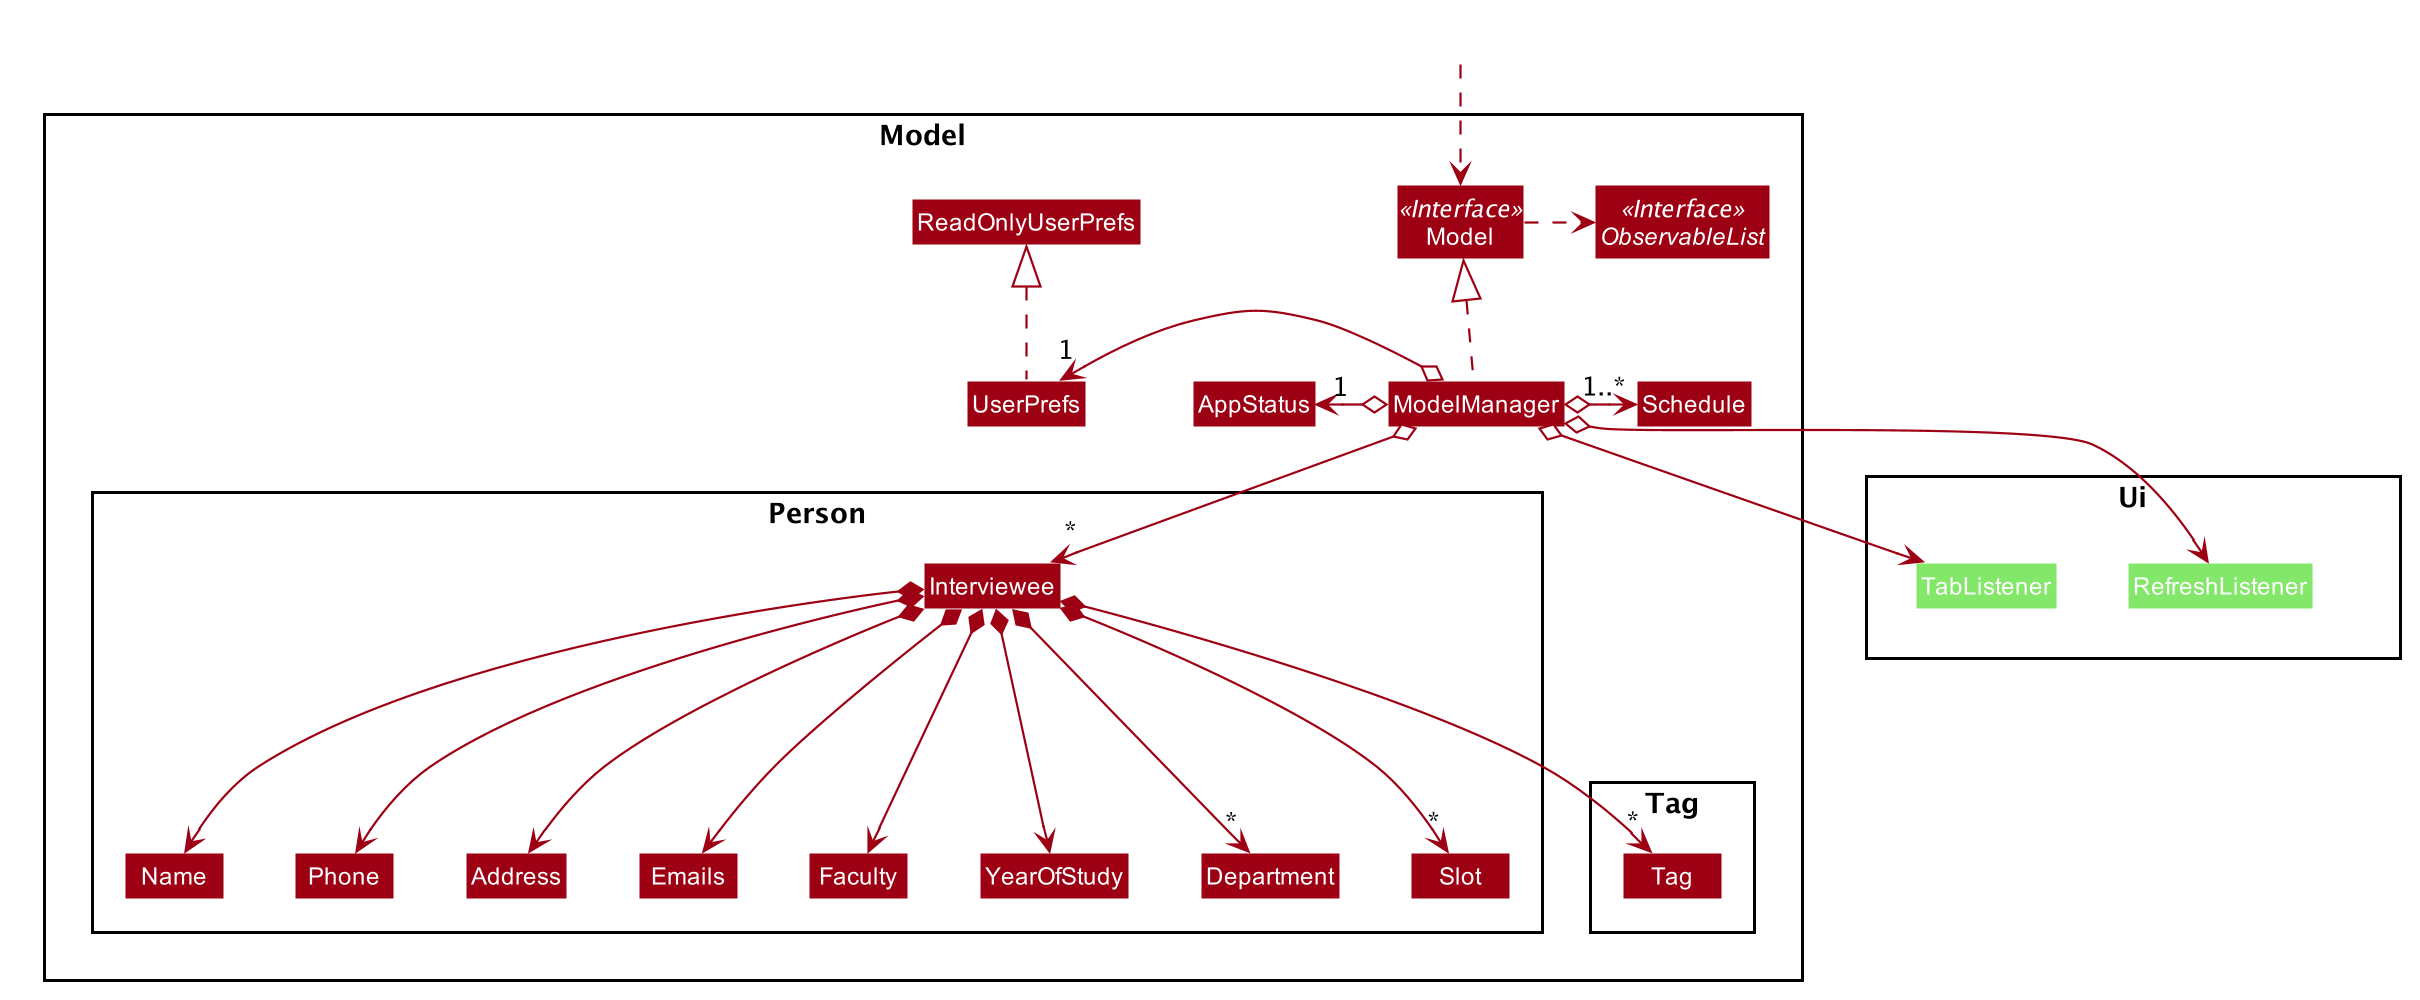 Model
ReadOnlyUserPrefs
«Interface»
Model
«Interface»
ObservableList
1
UserPrefs
AppStatus
1
ModelManager
1..*
Schedule
Person
*
Interviewee
Ui
TabListener
RefreshListener
Tag
*
*
*
Name
Phone
Address
Emails
Faculty
YearOfStudy
Department
Slot
Tag